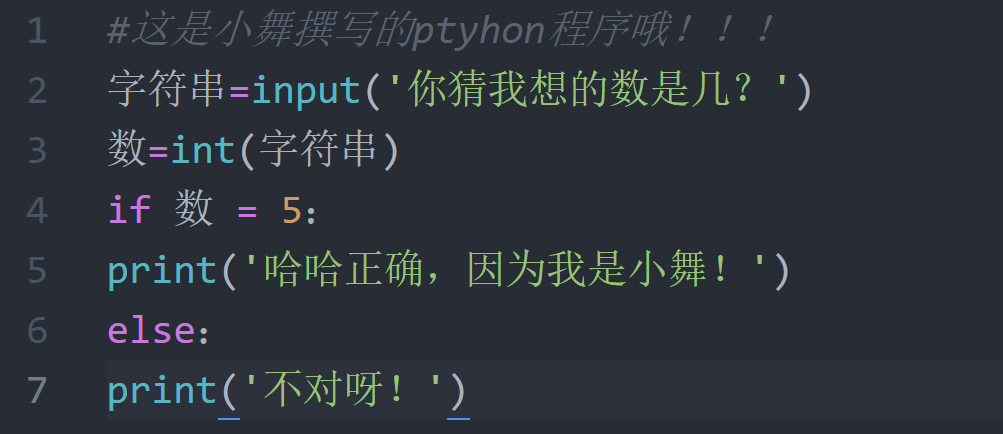 1 #这是小舞撰写的ptyhon程序哦！！！
2 字符串=input('你猜我想的数是几？')
3 数=int(字符串)
4 if 数 = 5：
5 print('哈哈正确，因为我是小舞！')
6 else：
7 print('不对呀！')